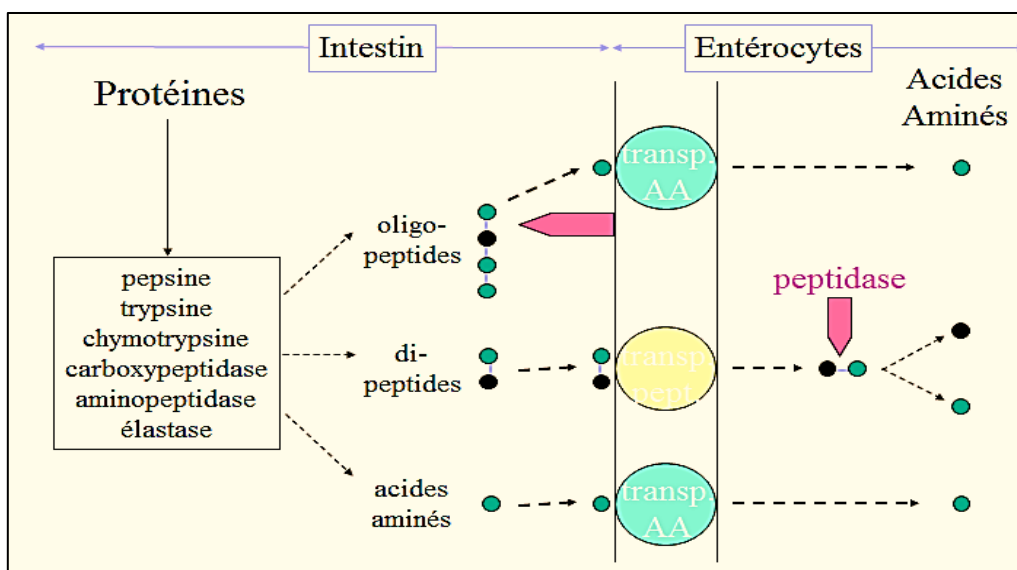 Intestin
Entérocytes
Protéines
Acides
Aminés
transp.
AA
oligo-
peptides
pepsine
trypsine
chymotrypsine
carboxypeptidase
aminopeptidase
élastase
peptidase
di-
peptides
transp.
pept.
acides
aminés
transp.
AA